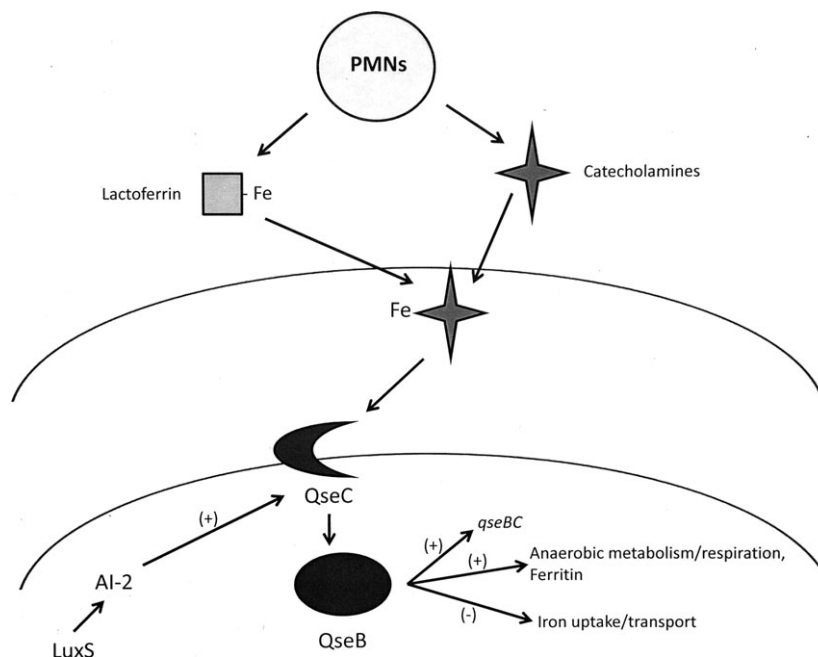 PMNs
Lactoferrin
Fe
Catecholamines
Fe
QseC
(+)
qseBC
(+)
(+)
Anaerobic metabolism/respiration,
Ferritin
AI-2
(-)
Iron uptake/transport
QseB
LuxS